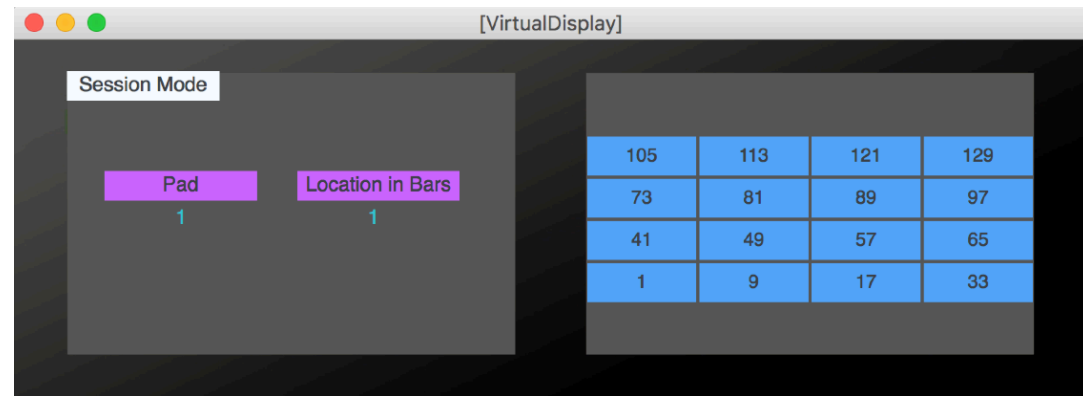 [VirtualDisplay]
Session Mode
Pad Location in Bars
1 1
105 113 121 129
73 81 89 97
41 49 57 65
1 9 17 33